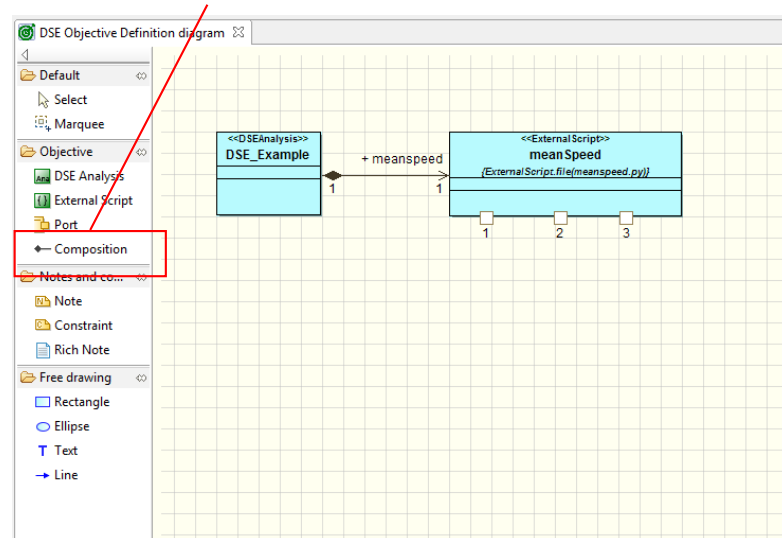 DSE Objective Definition diagram
Default
Select
Marquee
Objective
Ana DSE Analysis
External Script
Port
Composition
Notes and co...
Note
Constraint
Rich Note
Free drawing
Rectangle
Ellipse
T Text
Line
<<DSEAnalysis>>
DSE_Example
+ meanspeed
1
1
<<ExternalScript>>
meanSpeed
{ExternalScript.file(meanspeed.py)}
1 2 3